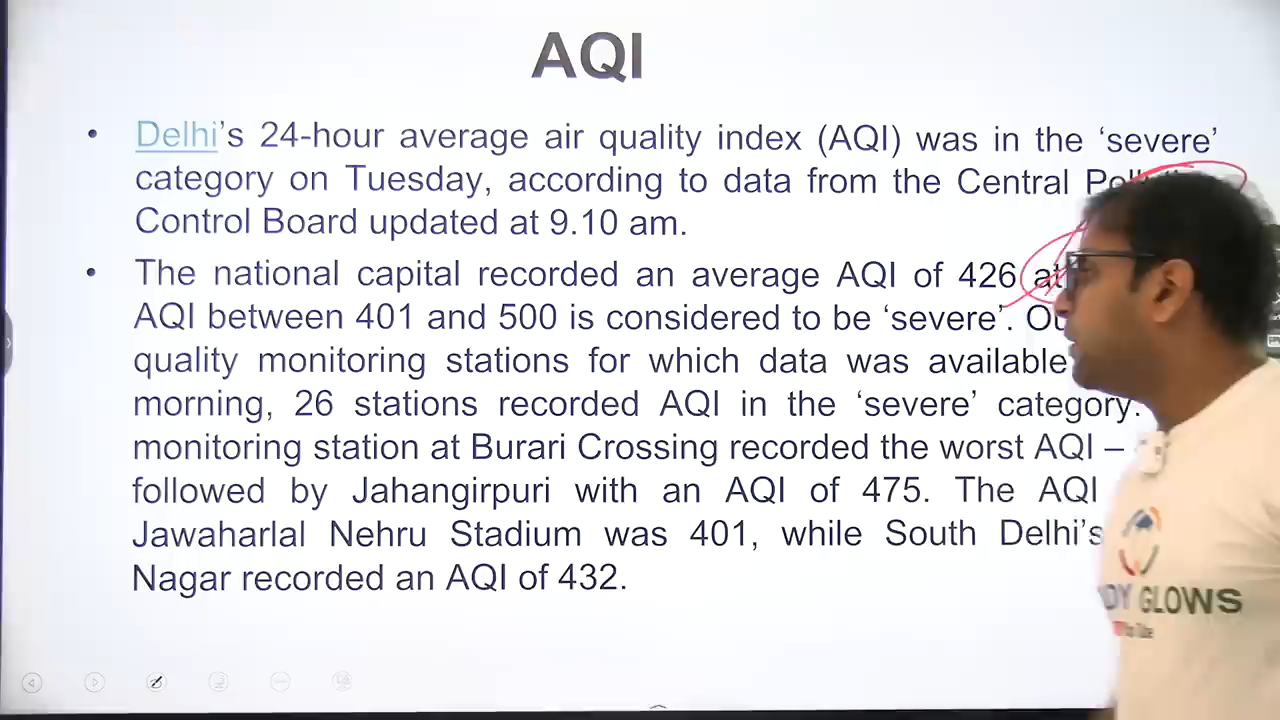 AQI
• Delhi's 24-hour average air quality index (AQI) was in the 'severe'
category on Tuesday, according to data from the Central
Control Board updated at 9.10 am.
• The national capital recorded an average AQI of 426 at
AQI between 401 and 500 is considered to be 'severe'.
quality monitoring stations for which data was available
morning, 26 stations recorded AQI in the 'severe' category.
monitoring station at Burari Crossing recorded the worst AQI –
followed by Jahangirpuri with an AQI of 475. The AQI
Jawaharlal Nehru Stadium was 401, while South Delhi's
Nagar recorded an AQI of 432.
GLOWS